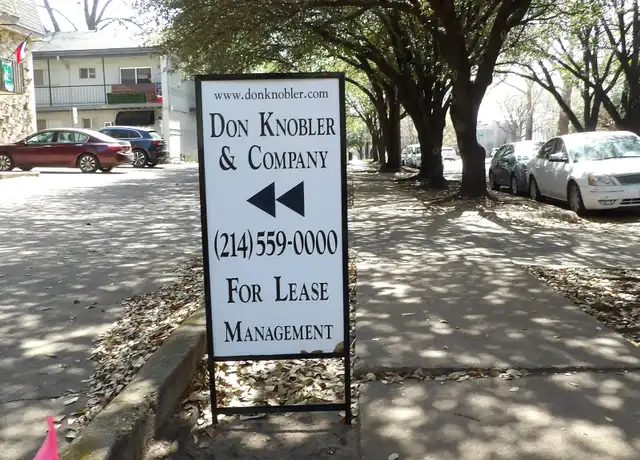 www.donknobler.com
DON KNOBLER
& COMPANY
(214) 559-0000
FOR LEASE
MANAGEMENT